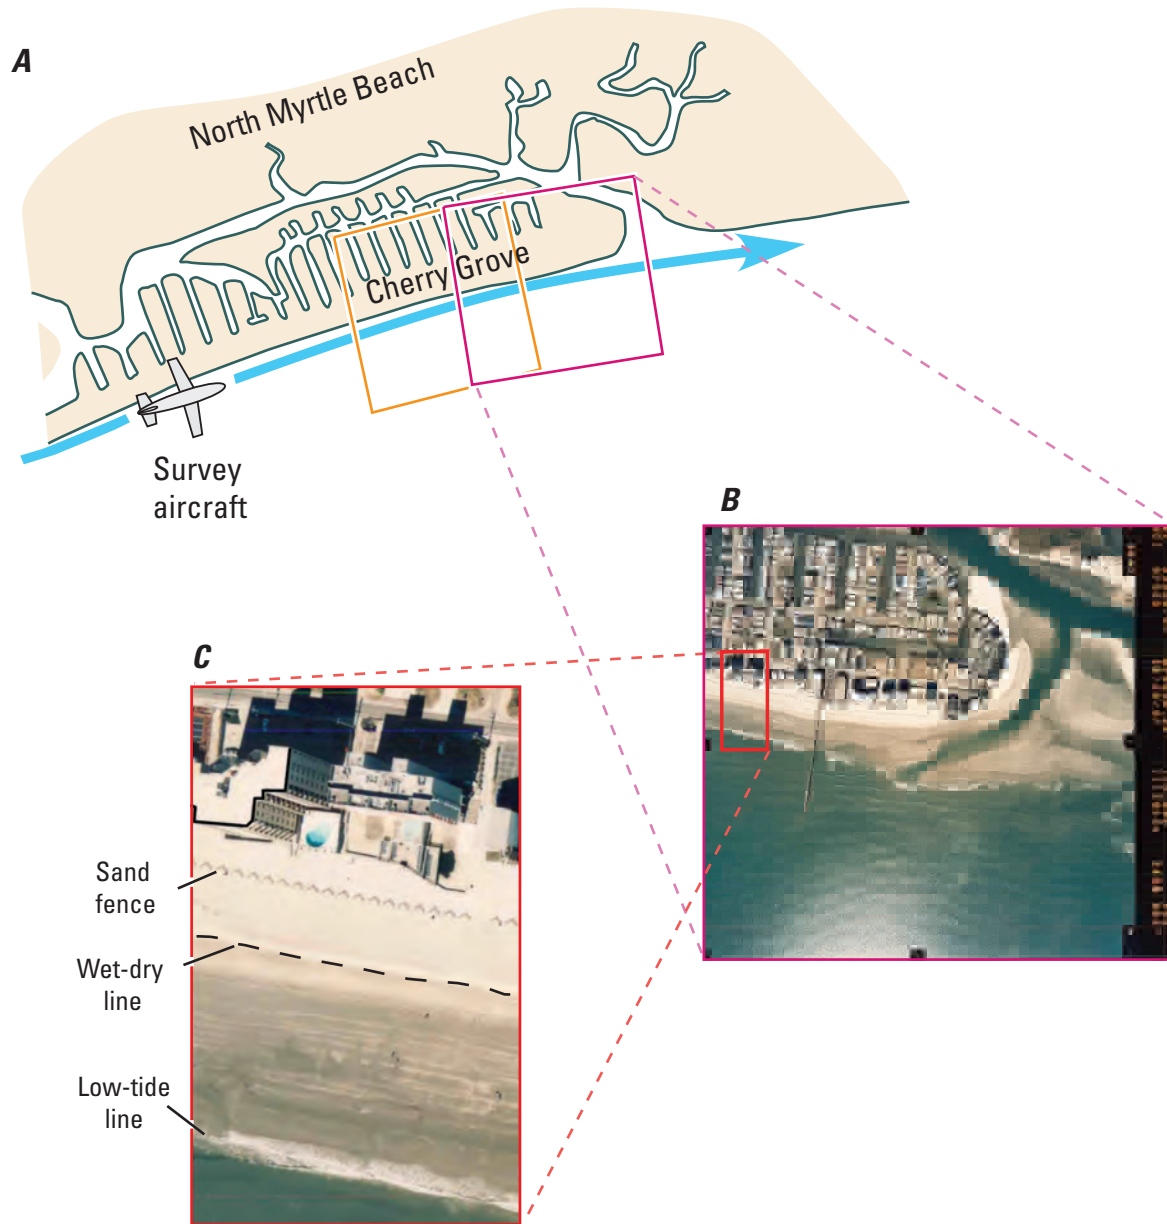 A
North Myrtle Beach
Cherry Grove
Survey
aircraft
B
C
Sand
fence
Wet-dry
line
Low-tide
line